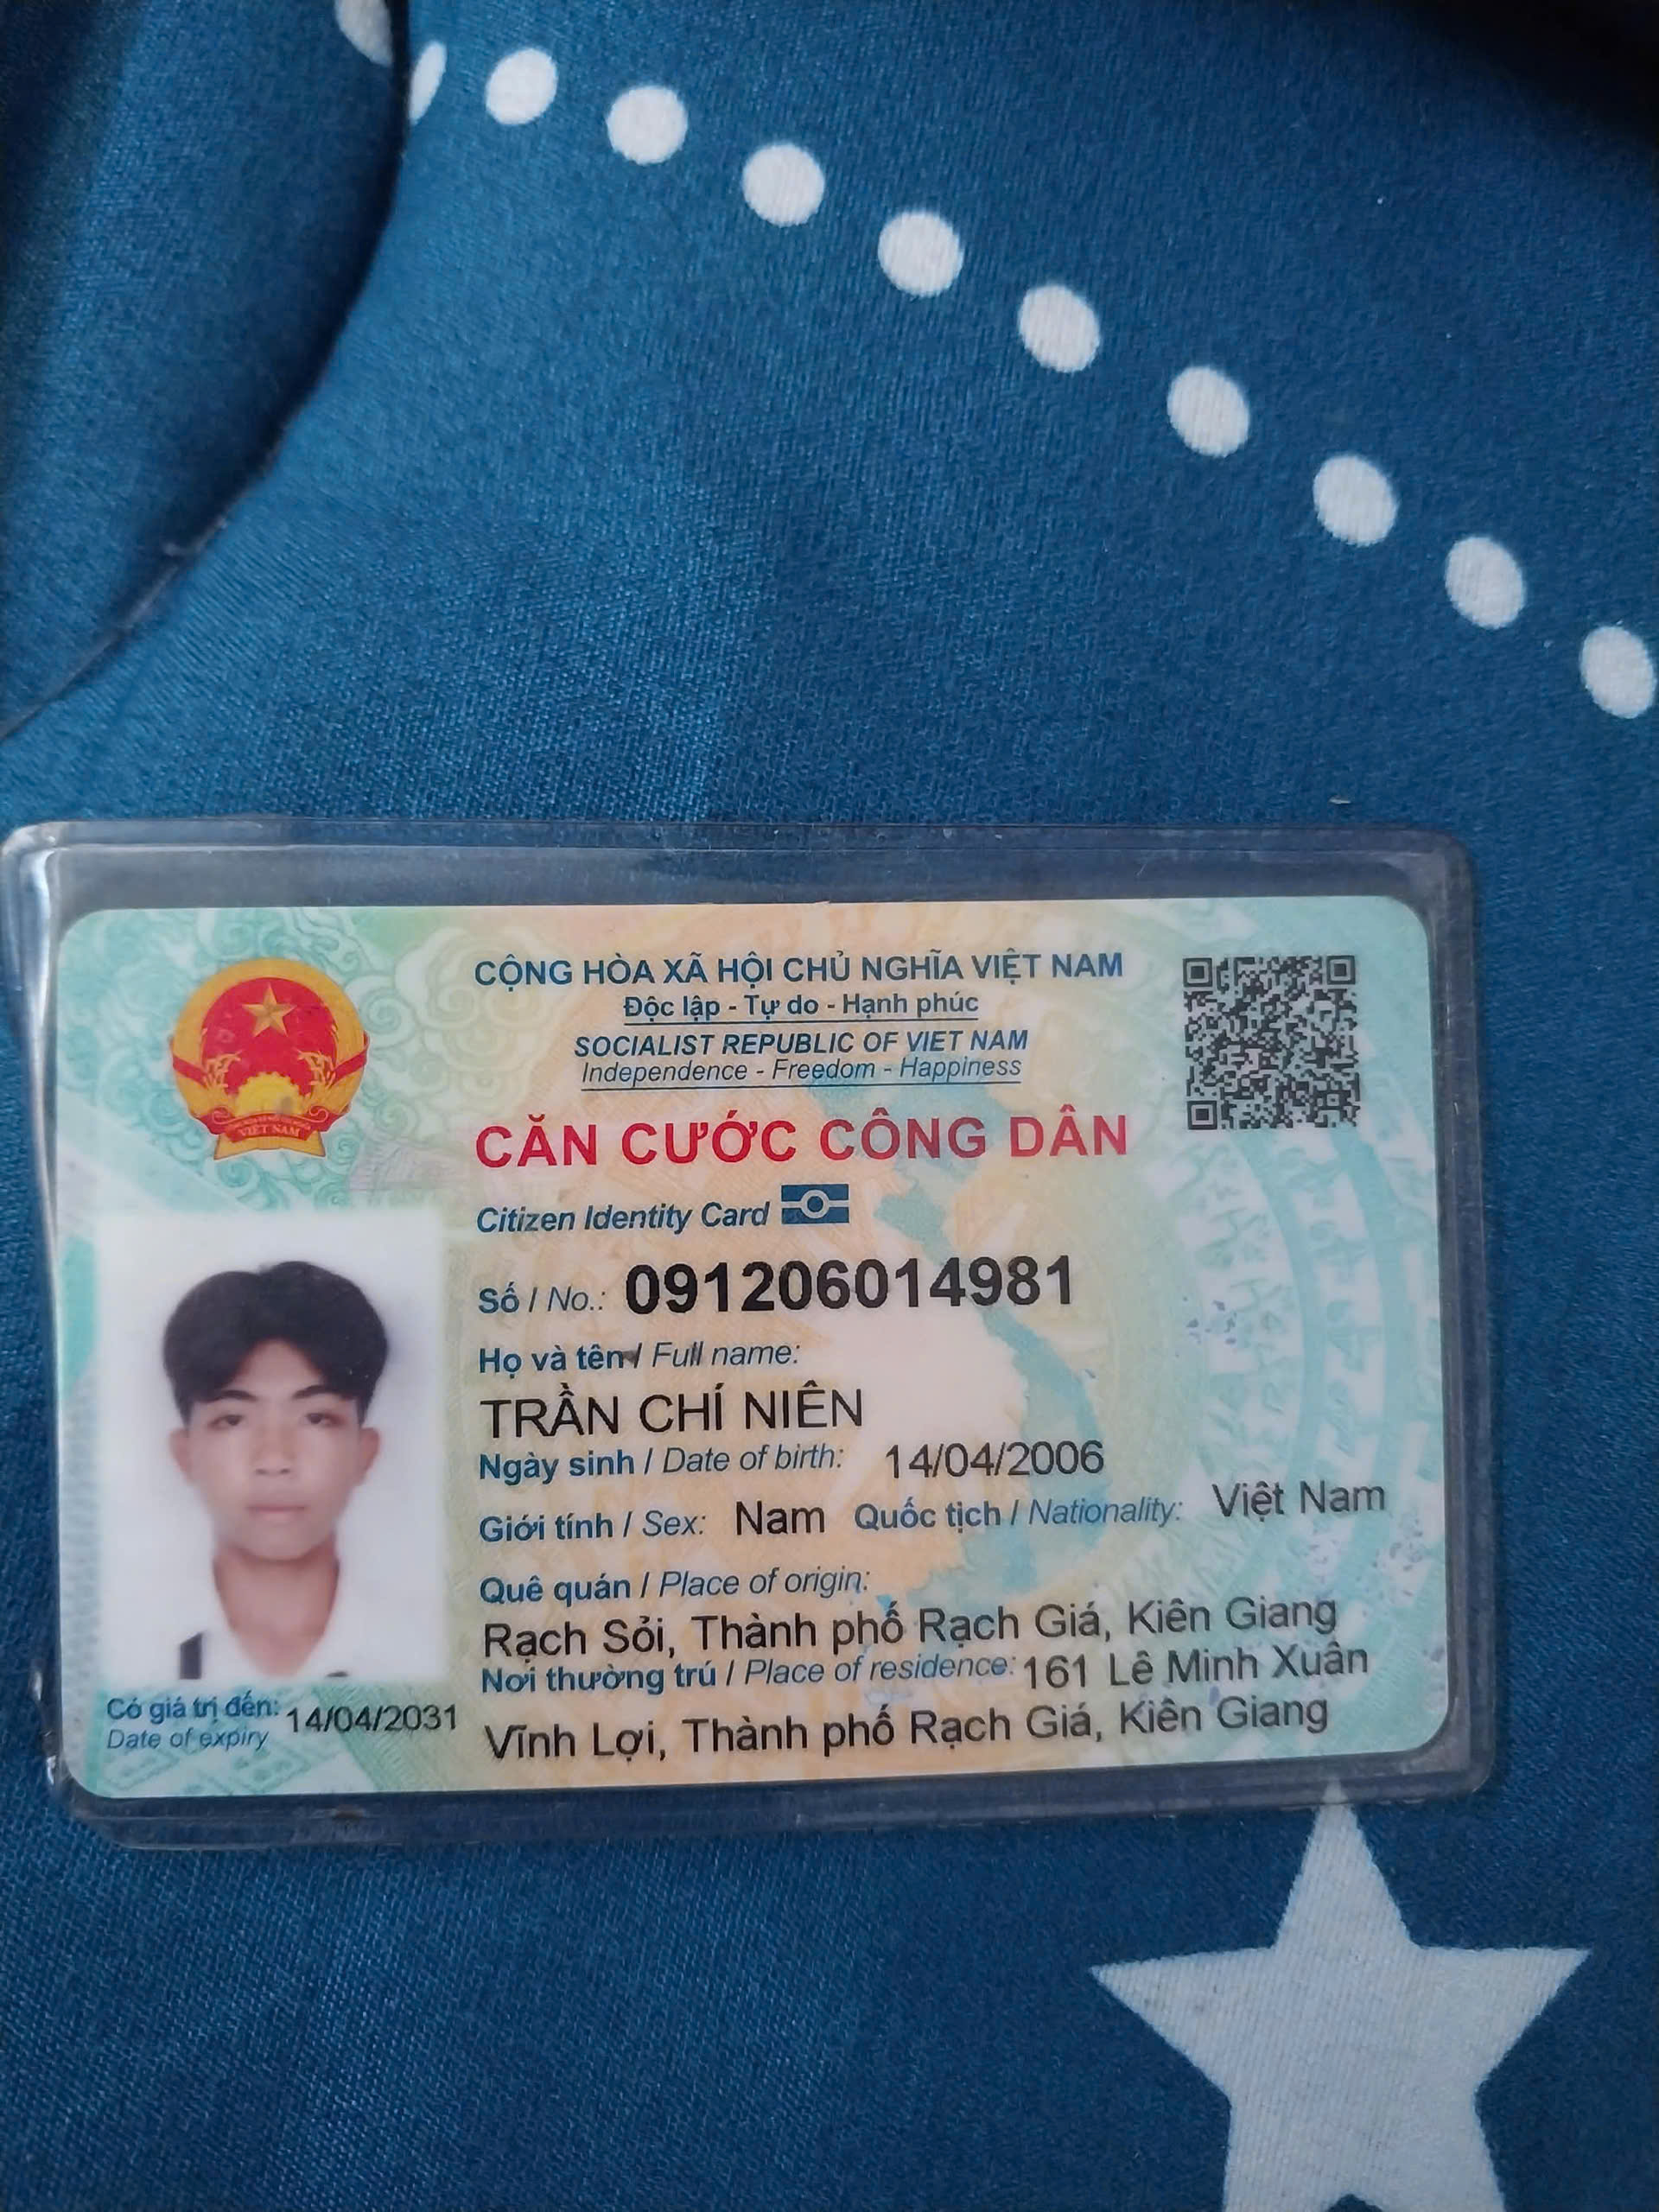 CỘNG HÒA XÃ HỘI CHỦ NGHĨA VIỆT NAM
Độc lập - Tự do - Hạnh phúc
SOCIALIST REPUBLIC OF VIET NAM
Independence - Freedom - Happiness
VIỆT NAM
CĂN CƯỚC CÔNG DÂN
Citizen Identity Card
Số / No.: 091206014981
Họ và tên / Full name:
TRẦN CHÍ NIÊN
Ngày sinh / Date of birth: 14/04/2006
Giới tính / Sex: Nam Quốc tịch / Nationality: Việt Nam
Quê quán / Place of origin:
Rạch Sỏi, Thành phố Rạch Giá, Kiên Giang
Nơi thường trú / Place of residence: 161 Lê Minh Xuân
Vĩnh Lợi, Thành phố Rạch Giá, Kiên Giang
Có giá trị đến: 14/04/2031
Date of expiry